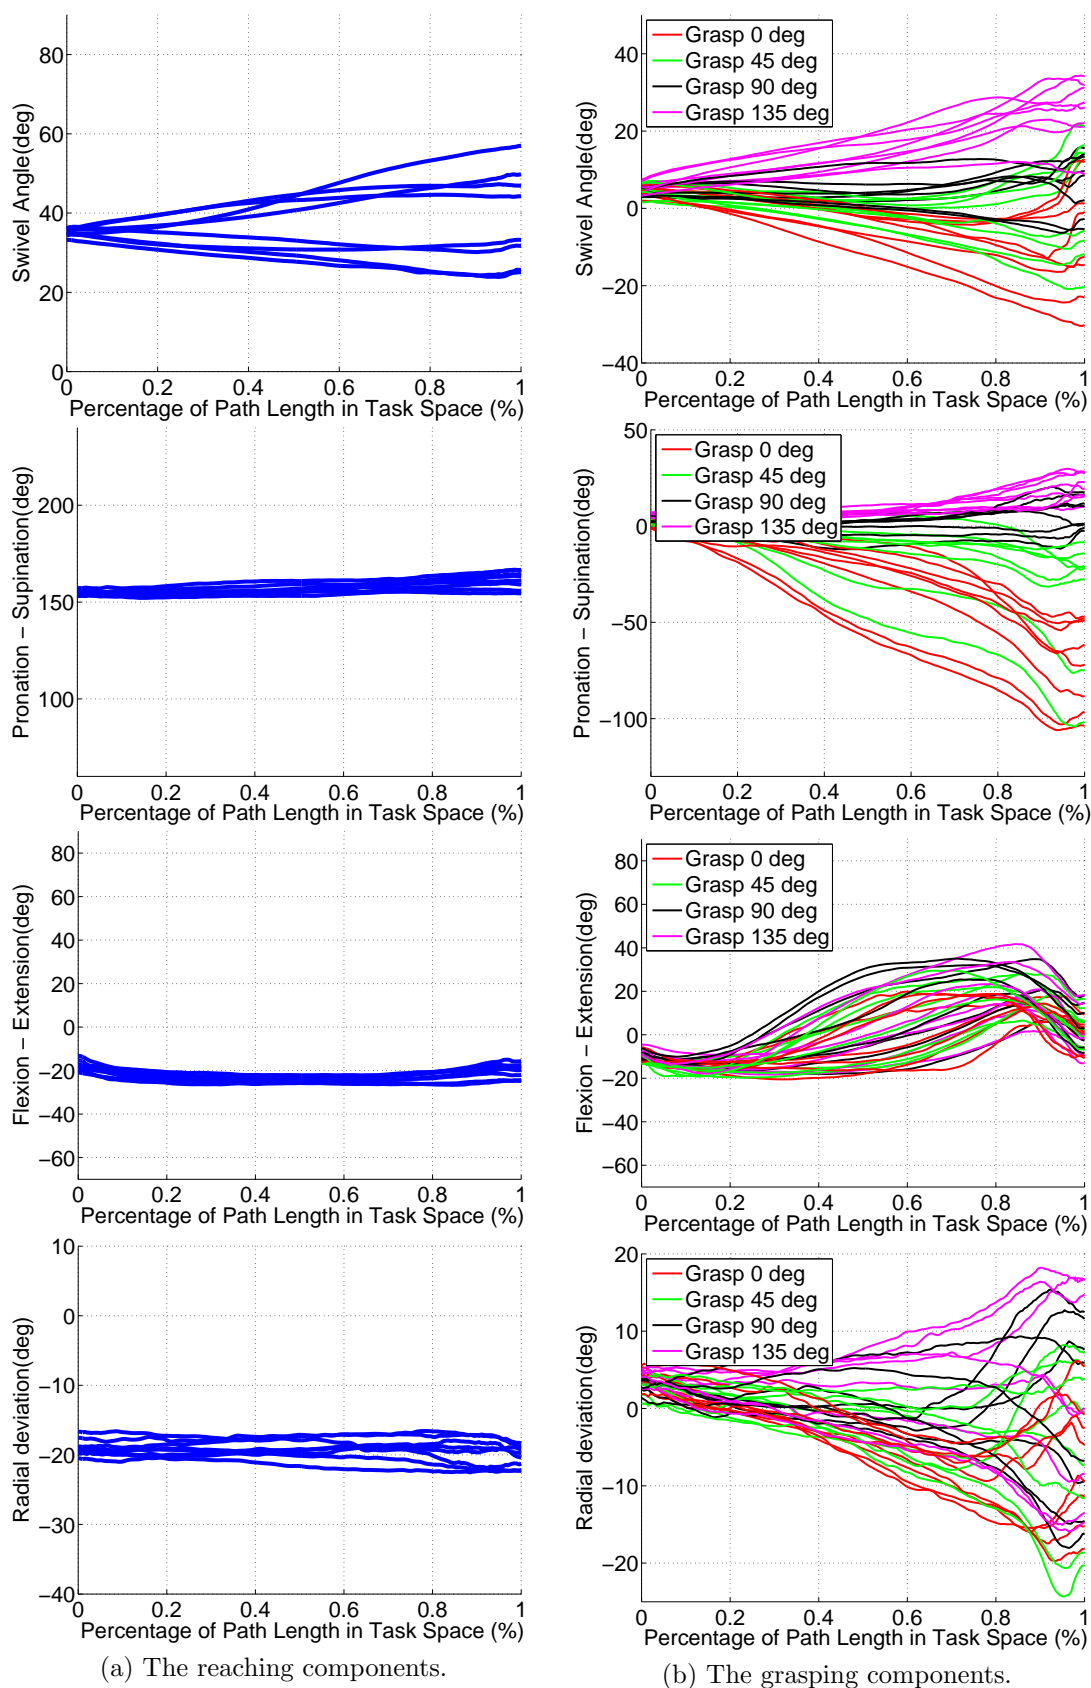 80
60
40
20
0
0 0.2 0.4 0.6 0.8 1
Swivel Angle(deg)
Percentage of Path Length in Task Space (%)
Grasp 0 deg
Grasp 45 deg
Grasp 90 deg
Grasp 135 deg
40
20
0
−20
−40
0 0.2 0.4 0.6 0.8 1
Swivel Angle(deg)
Percentage of Path Length in Task Space (%)
200
150
100
0 0.2 0.4 0.6 0.8 1
Pronation − Supination(deg)
Percentage of Path Length in Task Space (%)
Grasp 0 deg
Grasp 45 deg
Grasp 90 deg
Grasp 135 deg
50
0
−50
−100
0 0.2 0.4 0.6 0.8 1
Pronation − Supination(deg)
Percentage of Path Length in Task Space (%)
80
60
40
20
0
−20
−40
−60
0 0.2 0.4 0.6 0.8 1
Flexion − Extension(deg)
Percentage of Path Length in Task Space (%)
Grasp 0 deg
Grasp 45 deg
Grasp 90 deg
Grasp 135 deg
80
60
40
20
0
−20
−40
−60
0 0.2 0.4 0.6 0.8 1
Flexion − Extension(deg)
Percentage of Path Length in Task Space (%)
10
0
−10
−20
−30
−40
0 0.2 0.4 0.6 0.8 1
Radial deviation(deg)
Percentage of Path Length in Task Space (%)
Grasp 0 deg
Grasp 45 deg
Grasp 90 deg
Grasp 135 deg
20
10
0
−10
−20
0 0.2 0.4 0.6 0.8 1
Radial deviation(deg)
Percentage of Path Length in Task Space (%)
(a) The reaching components.
(b) The grasping components.